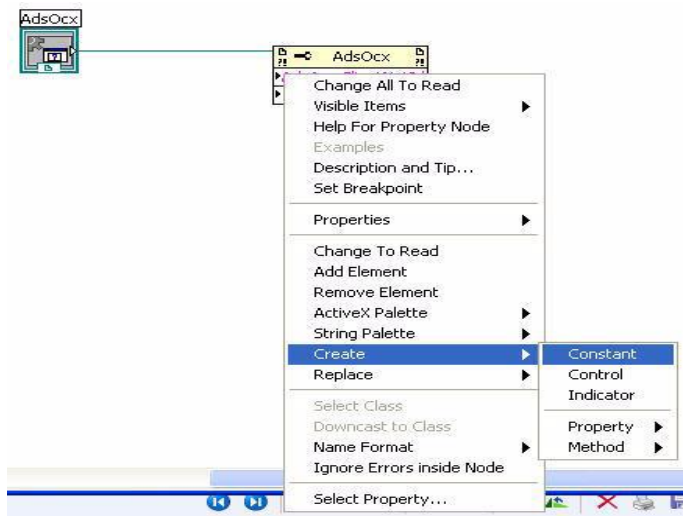 AdsOcx
AdsOcx
Change All To Read
Visible Items
Help For Property Node
Examples
Description and Tip...
Set Breakpoint
Properties
Change To Read
Add Element
Remove Element
ActiveX Palette
String Palette
Create
Replace
Select Class
Downcast to Class
Name Format
Ignore Errors inside Node
Select Property...
Constant
Control
Indicator
Property
Method